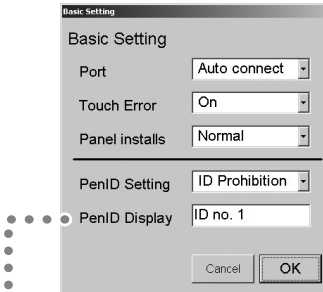 Basic Setting
Basic Setting
Port Auto connect
Touch Error On
Panel installs Normal
PenID Setting ID Prohibition
PenID Display ID no. 1
Cancel OK